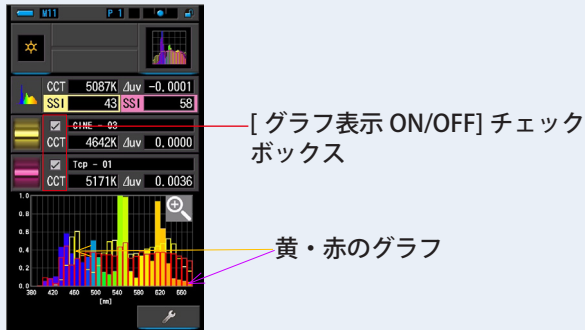 M11 P 1
CCT 5087K ⊿uv -0.0001
SSI 43 SSI 58
CINE - 03
CCT 4642K ⊿uv 0.0000
Tcp - 01
CCT 5171K ⊿uv 0.0036
[ グラフ表示 ON/OFF] チェック
ボックス
1.0
0.8
0.6
0.4
0.2
0.0
380 420 460 500 540 580 620 660
[nm]
黄・赤のグラフ